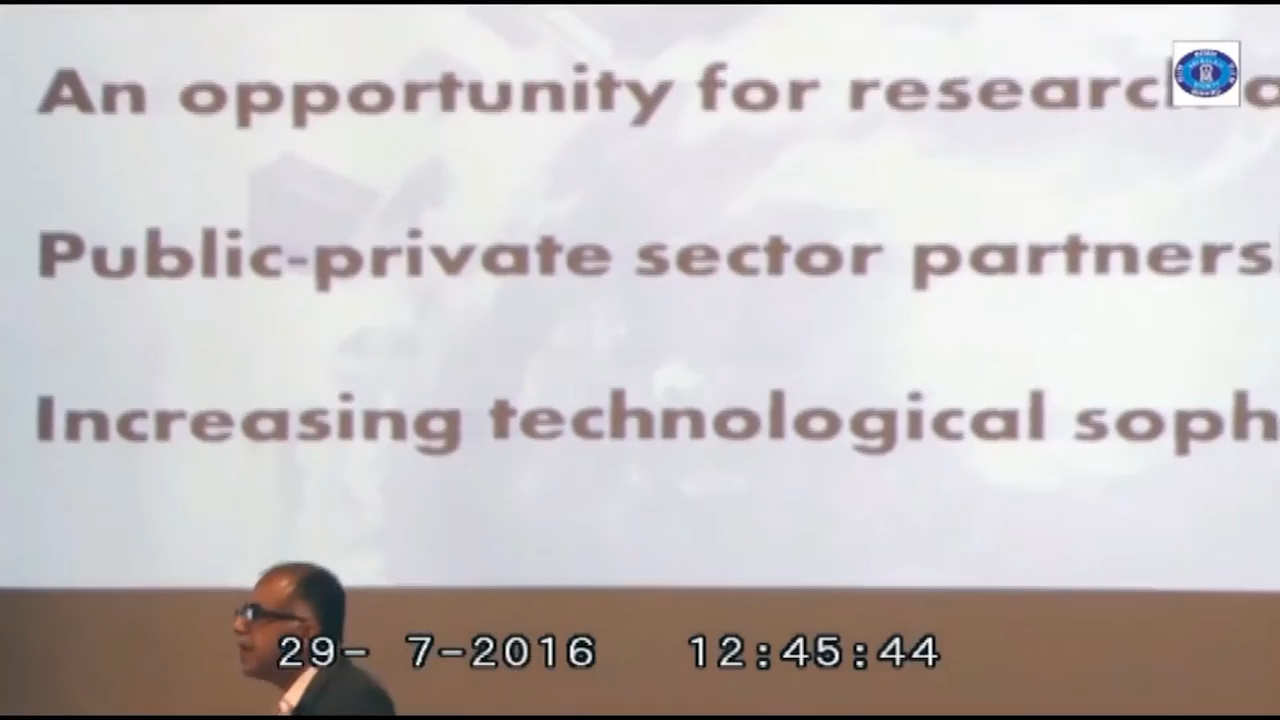 An opportunity for research
Public-private sector partners
Increasing technological soph
29- 7-2016 12:45:44